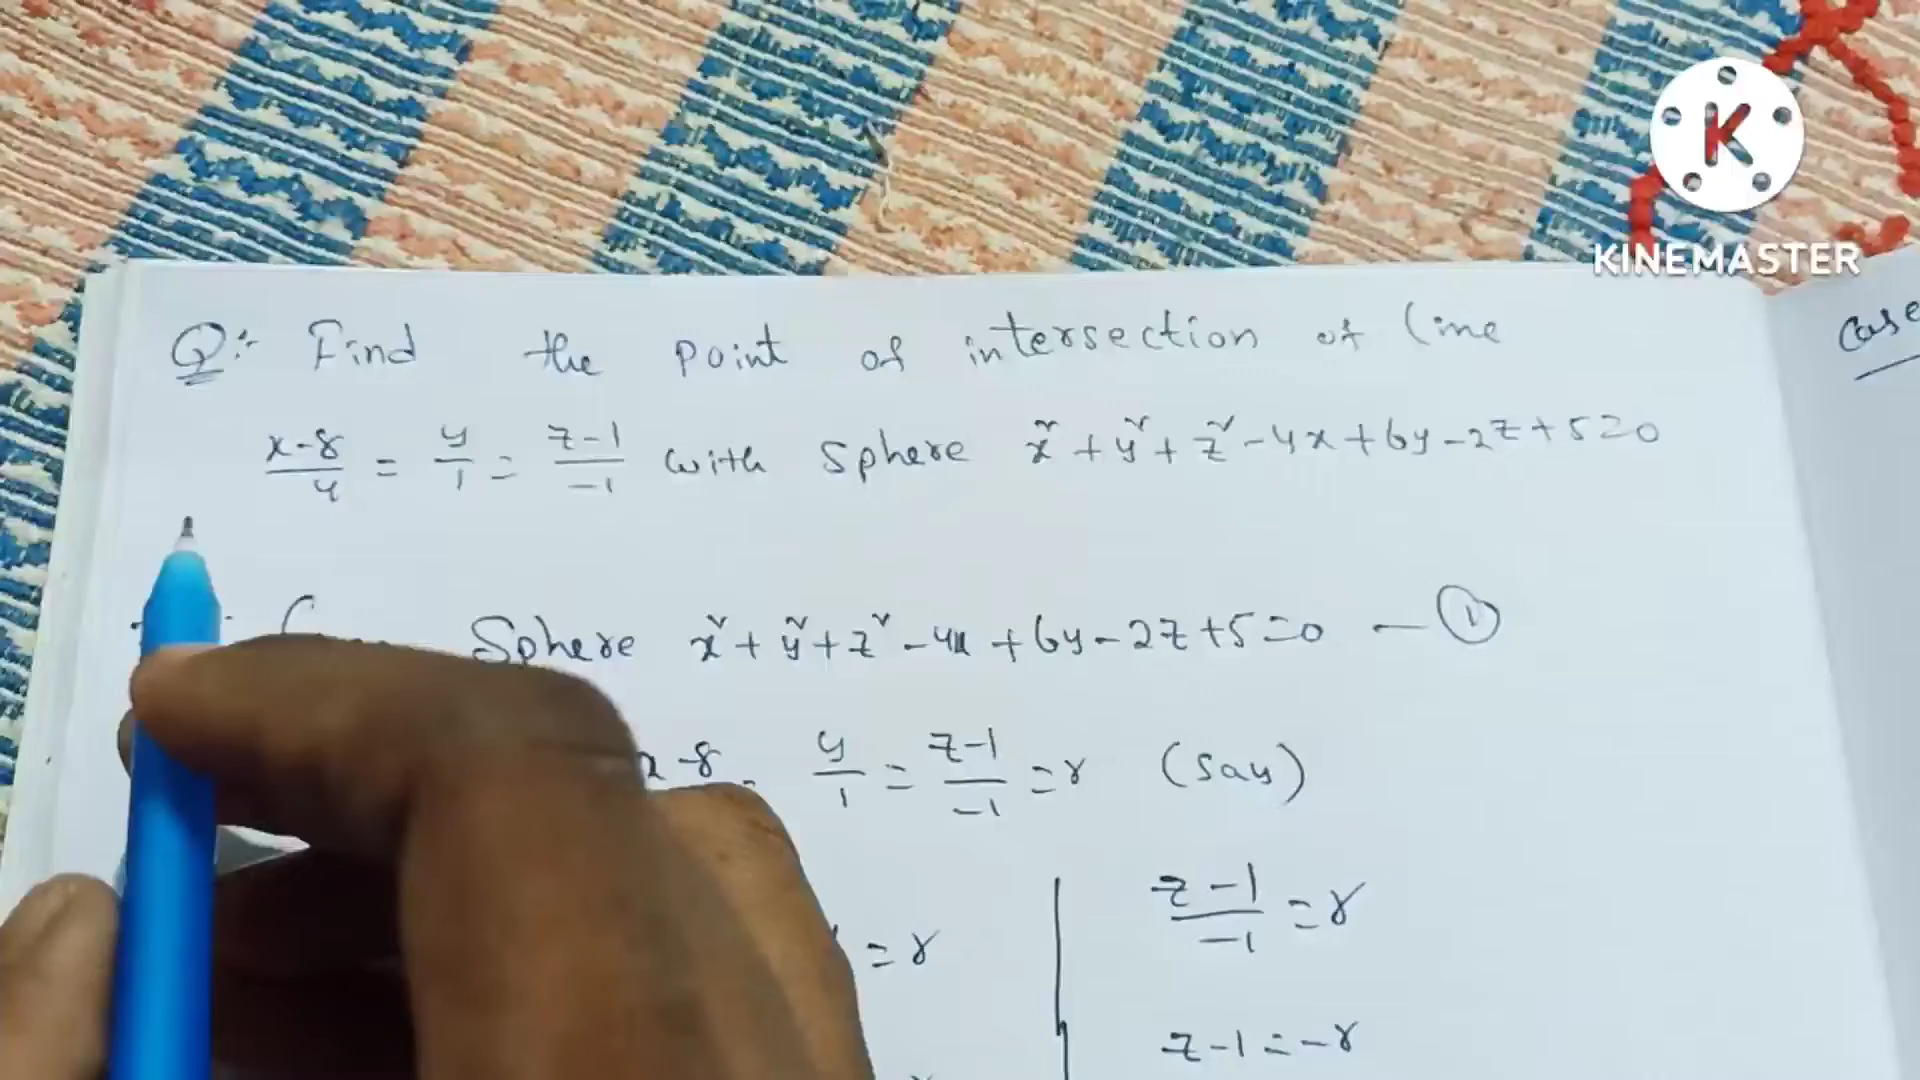 KINEMASTER
Q:- Find the point of intersection of line
case
x-8/4 = y/1 = z-1/-1 with sphere x² + y² + z² - 4x + 6y - 2z + 5 = 0
Sphere x² + y² + z² - 4x + 6y - 2z + 5 = 0 — ①
x-8 = y/1 = z-1/-1 = r (say)
= r
z-1/-1 = r
z-1 = -r